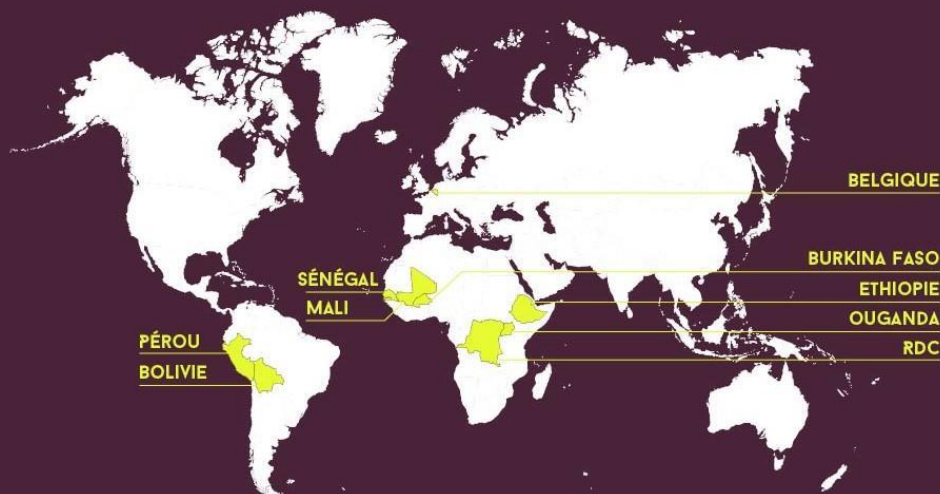 BELGIQUE
BURKINA FASO
SÉNÉGAL
ETHIOPIE
MALI
OUGANDA
PÉROU
RDC
BOLIVIE